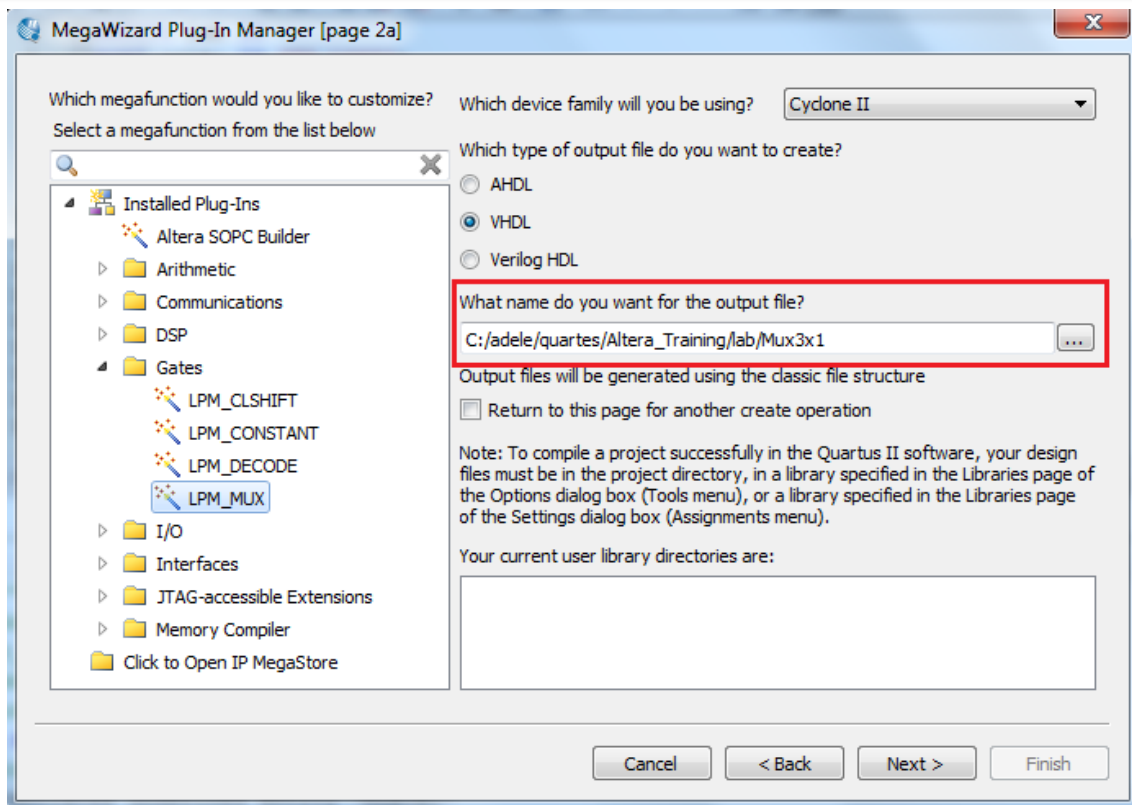 MegaWizard Plug-In Manager [page 2a]
Which megafunction would you like to customize?
Select a megafunction from the list below
Installed Plug-Ins
Altera SOPC Builder
Arithmetic
Communications
DSP
Gates
LPM_CLSHIFT
LPM_CONSTANT
LPM_DECODE
LPM_MUX
I/O
Interfaces
JTAG-accessible Extensions
Memory Compiler
Click to Open IP MegaStore
Which device family will you be using?
Cyclone II
Which type of output file do you want to create?
AHDL
VHDL
Verilog HDL
What name do you want for the output file?
C:/adele/quartes/Altera_Training/lab/Mux3x1
...
Output files will be generated using the classic file structure
Return to this page for another create operation
Note: To compile a project successfully in the Quartus II software, your design
files must be in the project directory, in a library specified in the Libraries page of
the Options dialog box (Tools menu), or a library specified in the Libraries page
of the Settings dialog box (Assignments menu).
Your current user library directories are:
Cancel
< Back
Next >
Finish